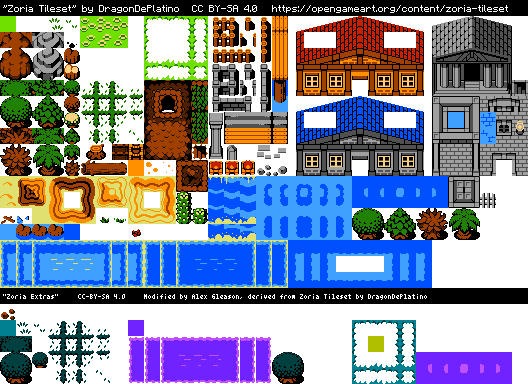 "Zoria Tileset" by DragonDePlatino CC BY-SA 4.0 https://opengameart.org/content/zoria-tileset
"Zoria Extras" CC-BY-SA 4.0 Modified by Alex Gleason, derived from Zoria Tileset by DragonDePlatino